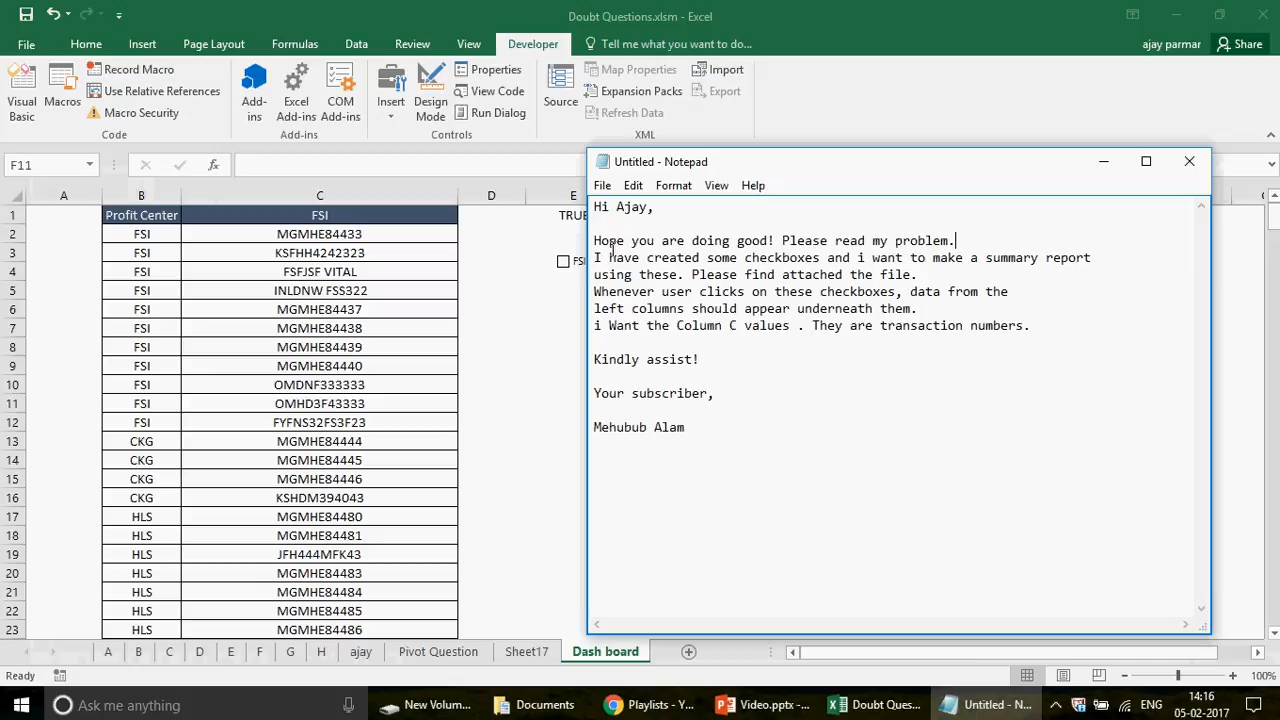 Doubt Questions.xlsm - Excel
File Home Insert Page Layout Formulas Data Review View Developer Tell me what you want to do... ajay parmar Share
Visual Basic
Macros
Record Macro
Use Relative References
Macro Security
Code
Add-ins
Excel Add-ins
COM Add-ins
Add-ins
Insert
Design Mode
Properties
View Code
Run Dialog
Controls
Source
Map Properties
Expansion Packs
Refresh Data
Import
Export
XML
F11
fx
A B C D E
1 Profit Center FSI TRUE
2 FSI MGMHE84433
3 FSI KSFHH4242323
4 FSI FSFJSF VITAL
5 FSI INLDNW FSS322
6 FSI MGMHE84437
7 FSI MGMHE84438
8 FSI MGMHE84439
9 FSI MGMHE84440
10 FSI OMDNF333333
11 FSI OMHD3F43333
12 FSI FYFNS32FS3F23
13 CKG MGMHE84444
14 CKG MGMHE84445
15 CKG MGMHE84446
16 CKG KSHDM394043
17 HLS MGMHE84480
18 HLS MGMHE84481
19 HLS JFH444MFK43
20 HLS MGMHE84483
21 HLS MGMHE84484
22 HLS MGMHE84485
23 HLS MGMHE84486
Untitled - Notepad
File Edit Format View Help
Hi Ajay,
Hope you are doing good! Please read my problem.
I have created some checkboxes and i want to make a summary report
using these. Please find attached the file.
Whenever user clicks on these checkboxes, data from the
left columns should appear underneath them.
i Want the Column C values . They are transaction numbers.
Kindly assist!
Your subscriber,
Mehubub Alam
A B C D E F G H ajay Pivot Question Sheet17 Dash board
Ready 100%
Ask me anything New Volum... Documents Playlists - Y... Video.pptx -... Doubt Ques... Untitled - N... ENG 14:16
05-02-2017